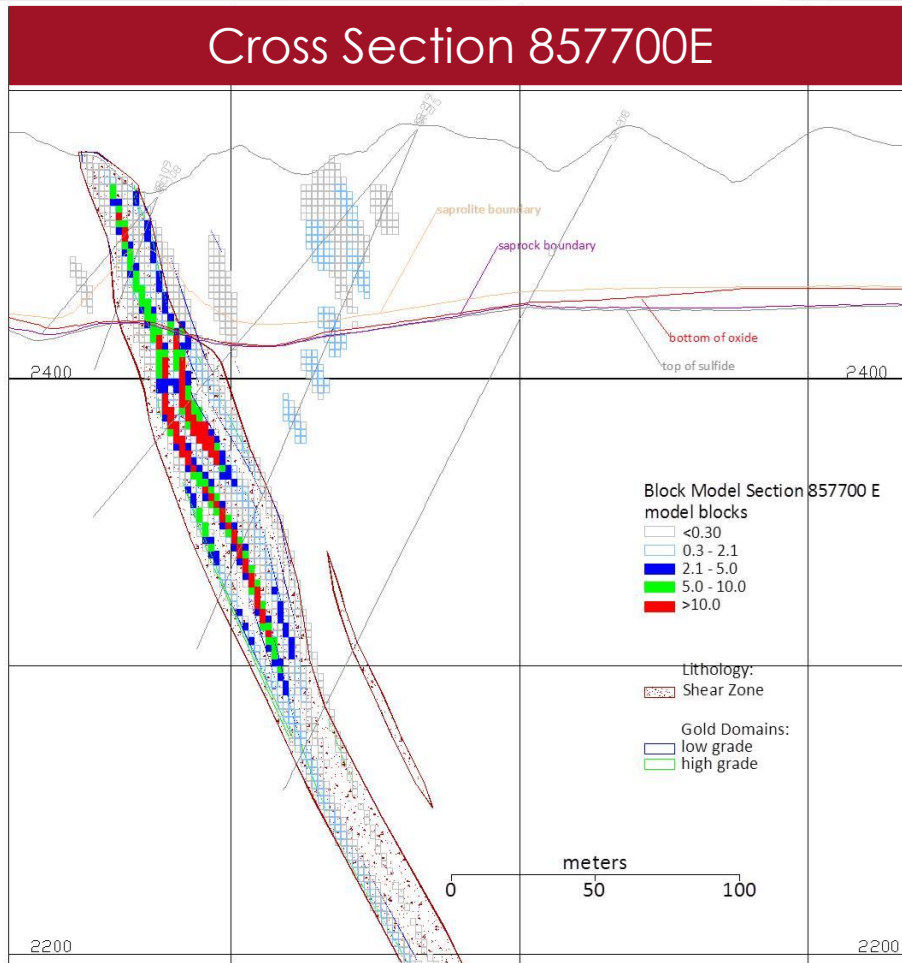 Cross Section 857700E
saprolite boundary
saprock boundary
bottom of oxide
top of sulfide
2400
2400
Block Model Section 857700 E
model blocks
<0.30
0.3 - 2.1
2.1 - 5.0
5.0 - 10.0
>10.0
Lithology:
Shear Zone
Gold Domains:
low grade
high grade
meters
0 50 100
2200
2200